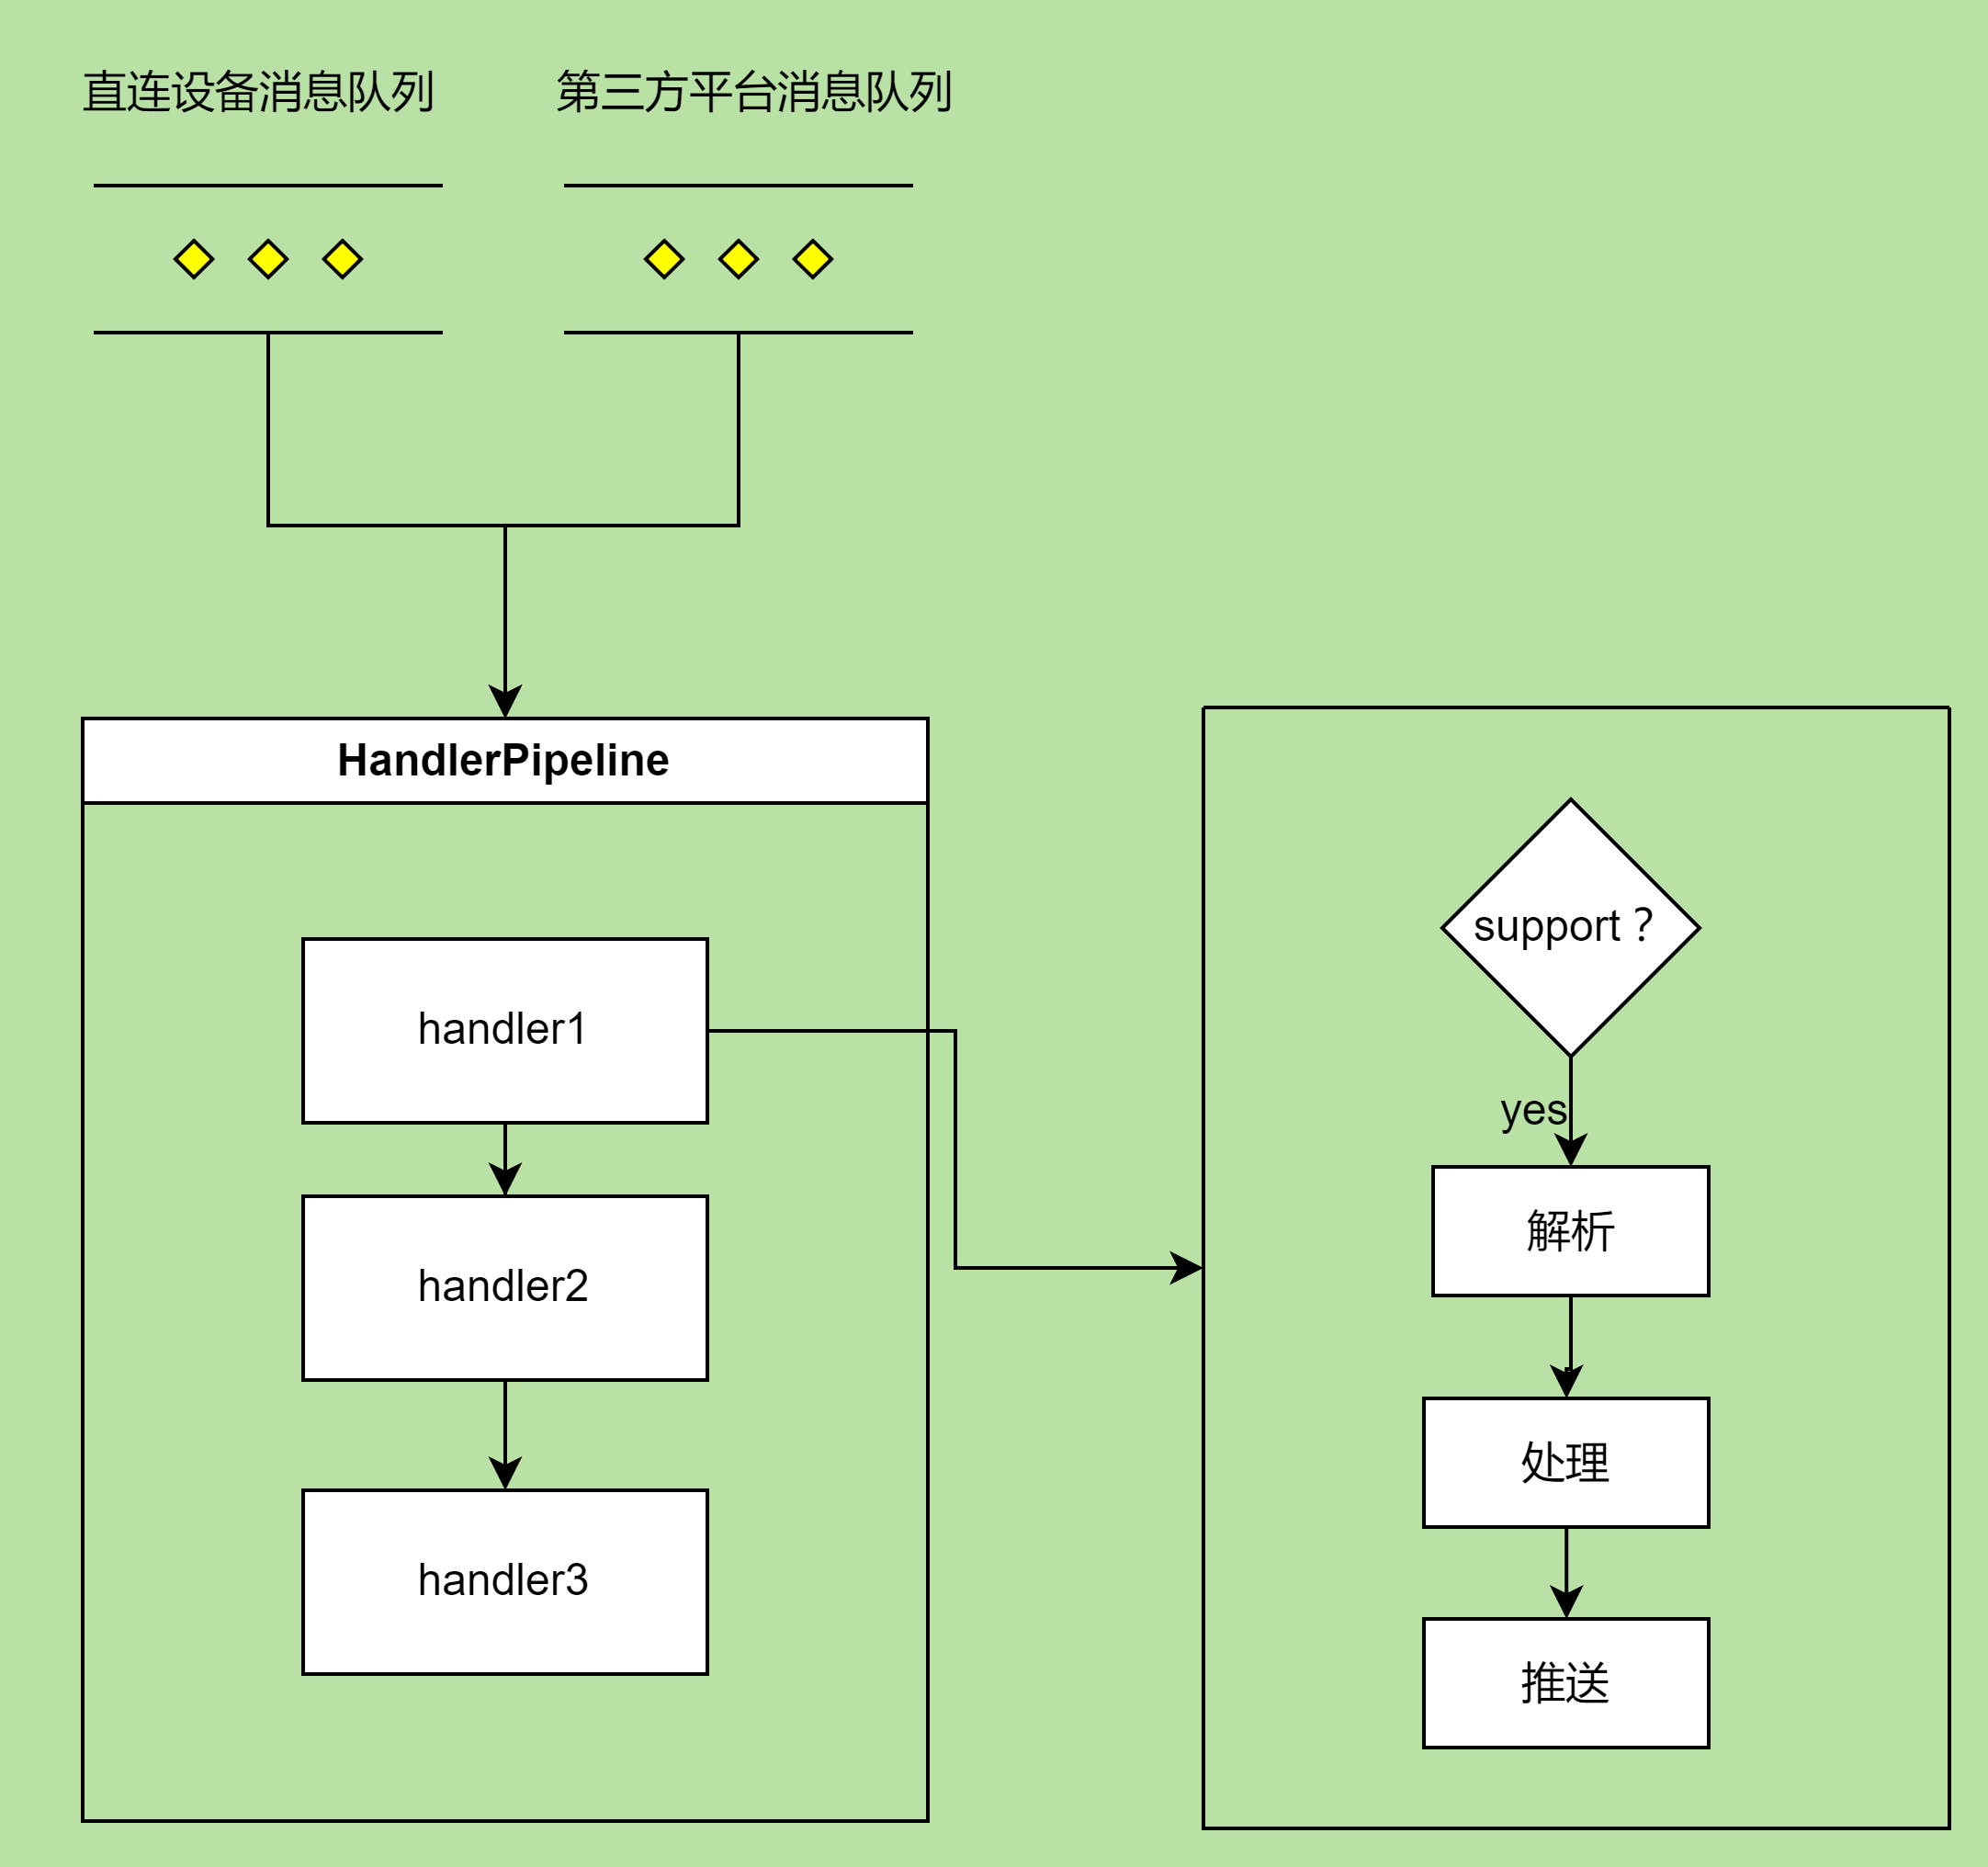 直连设备消息队列
第三方平台消息队列
HandlerPipeline
handler1
handler2
handler3
support？
yes
解析
处理
推送